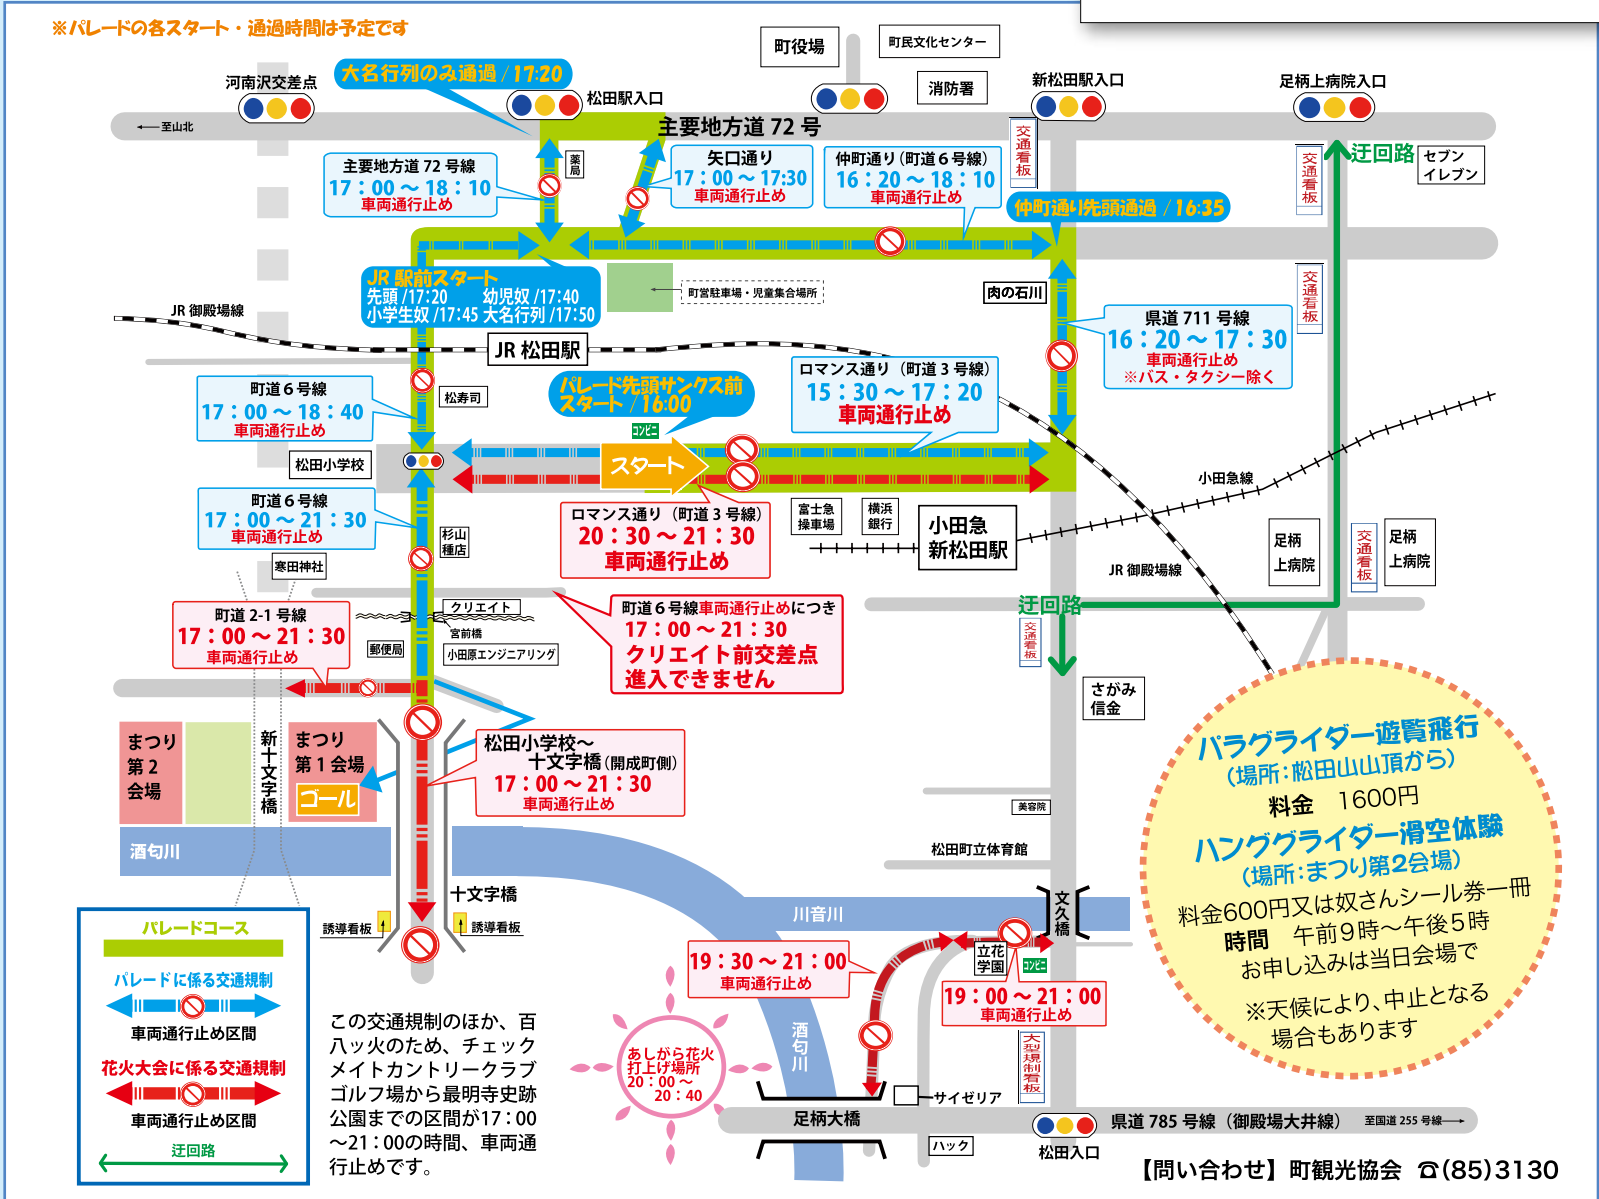 ※パレードの各スタート・通過時間は予定です
町役場
町民文化センター
消防署
河南沢交差点
大名行列のみ通過/17:20
松田駅入口
新松田駅入口
足柄上病院入口
←至山北
主要地方道 72 号
交通看板
迂回路
セブン
イレブン
交通看板
主要地方道 72 号線
17：00～18：10
車両通行止め
薬局
矢口通り
17：00～17:30
車両通行止め
仲町通り（町道６号線）
16：20～18：10
車両通行止め
仲町通り先頭通過/16:35
JR 駅前スタート
先頭/17:20　幼児奴/17:40
小学生奴/17:45 大名行列/17:50
町営駐車場・児童集合場所
肉の石川
交通看板
県道 711 号線
16：20～17：30
車両通行止め
※バス・タクシー除く
JR 御殿場線
JR 松田駅
町道６号線
17：00～18：40
車両通行止め
松寿司
パレード先頭サンクス前
スタート/16:00
コンビニ
ロマンス通り（町道３号線）
15：30～17：20
車両通行止め
松田小学校
スタート
小田急線
町道６号線
17：00～21：30
車両通行止め
杉山
種店
ロマンス通り（町道３号線）
20：30～21：30
車両通行止め
富士急
操車場
横浜
銀行
小田急
新松田駅
足柄
上病院
交通看板
足柄
上病院
寒田神社
JR 御殿場線
町道 2-1 号線
17：00～21：30
車両通行止め
クリエイト
宮前橋
郵便局
小田原エンジニアリング
町道６号線車両通行止めにつき
17：00～21：30
クリエイト前交差点
進入できません
迂回路
交通看板
さがみ
信金
まつり
第２
会場
新十文字橋
まつり
第１会場
ゴール
松田小学校～
十文字橋（開成町側）
17：00～21：30
車両通行止め
パラグライダー遊覧飛行
（場所：松田山山頂から）
料金　1600円
ハンググライダー滑空体験
（場所：まつり第2会場）
料金600円又は奴さんシール券一冊
時間　午前９時～午後５時
お申し込みは当日会場で
※天候により、中止となる
場合もあります
美容院
松田町立体育館
酒匂川
十文字橋
誘導看板
誘導看板
川音川
文久橋
立花
学園
コンビニ
19：30～21：00
車両通行止め
19：00～21：00
車両通行止め
パレードコース
パレードに係る交通規制
車両通行止め区間
花火大会に係る交通規制
車両通行止め区間
迂回路
この交通規制のほか、百
八ッ火のため、チェック
メイトカントリークラブ
ゴルフ場から最明寺史跡
公園までの区間が17：00
～21：00の時間、車両通
行止めです。
あしがら花火
打上げ場所
20：00～
20：40
酒匂川
大型規制看板
サイゼリア
足柄大橋
ハック
松田入口
県道 785 号線（御殿場大井線）
至国道 255 号線→
【問い合わせ】町観光協会　☎(85)3130